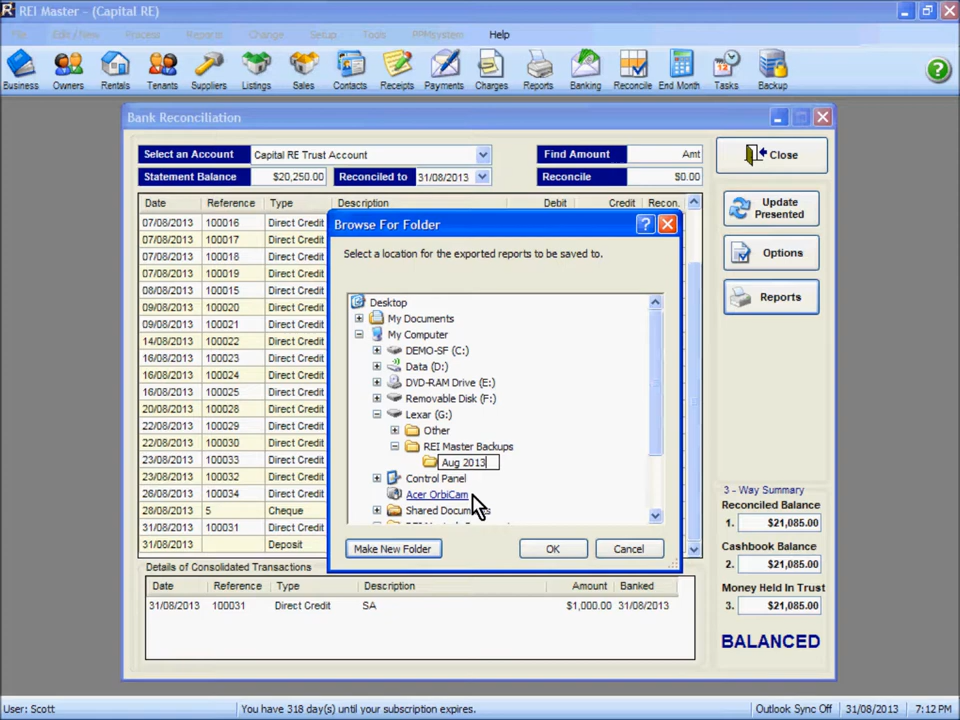 REI Master - (Capital RE)
File Edit / New Process Reports Change Setup Tools PPMsystem Help
Business Owners Rentals Tenants Suppliers Listings Sales Contacts Receipts Payments Charges Reports Banking Reconcile End Month Tasks Backup
Bank Reconciliation
Select an Account Capital RE Trust Account Find Amount Amt
Statement Balance $20,250.00 Reconciled to 31/08/2013 Reconcile $0.00
Close
Date Reference Type Description Debit Credit Recon.
07/08/2013 100016 Direct Credit
07/08/2013 100017 Direct Credit
07/08/2013 100018 Direct Credit
07/08/2013 100019 Direct Credit
08/08/2013 100015 Direct Credit
09/08/2013 100020 Direct Credit
09/08/2013 100021 Direct Credit
14/08/2013 100022 Direct Credit
16/08/2013 100023 Direct Credit
16/08/2013 100024 Direct Credit
16/08/2013 100025 Direct Credit
20/08/2013 100028 Direct Credit
22/08/2013 100029 Direct Credit
22/08/2013 100030 Direct Credit
23/08/2013 100033 Direct Credit
23/08/2013 100032 Direct Credit
26/08/2013 100034 Direct Credit
28/08/2013 5 Cheque
31/08/2013 100031 Direct Credit
31/08/2013 Deposit
Browse For Folder
Select a location for the exported reports to be saved to.
Desktop
My Documents
My Computer
DEMO-SF (C:)
Data (D:)
DVD-RAM Drive (E:)
Removable Disk (F:)
Lexar (G:)
Other
REI Master Backups
Aug 2013
Control Panel
Acer OrbiCam
Shared Documents
Make New Folder OK Cancel
Update Presented
Options
Reports
3 - Way Summary
Reconciled Balance
1. $21,085.00
Cashbook Balance
2. $21,085.00
Money Held In Trust
3. $21,085.00
BALANCED
Details of Consolidated Transactions
Date Reference Type Description Amount Banked
31/08/2013 100031 Direct Credit SA $1,000.00 31/08/2013
User: Scott You have 318 day(s) until your subscription expires. Outlook Sync Off 31/08/2013 7:12 PM